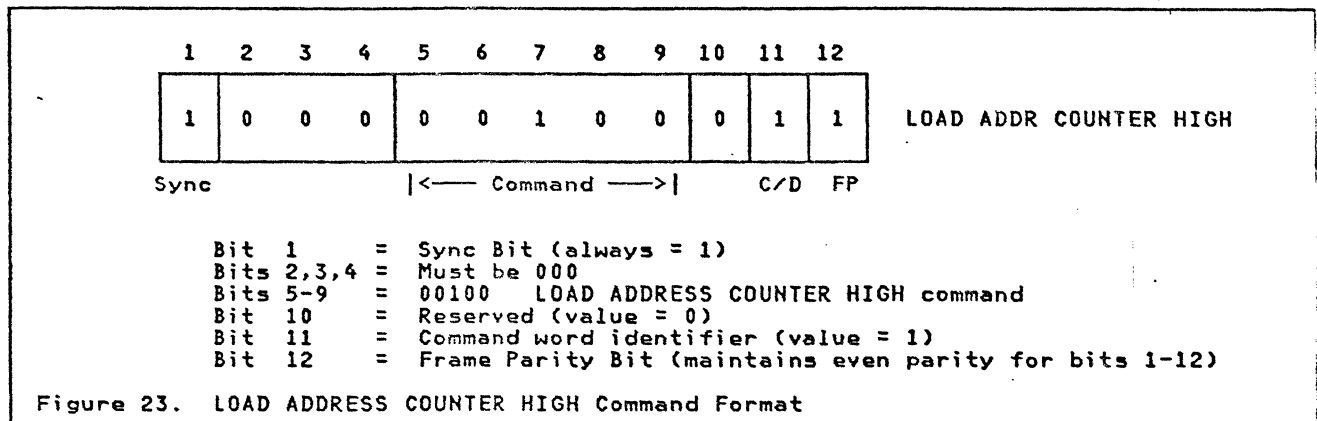 1 2 3 4 5 6 7 8 9 10 11 12
1 0 0 0 0 0 1 0 0 0 1 1 LOAD ADDR COUNTER HIGH
Sync |<—— Command ——>| C/D FP
Bit 1 = Sync Bit (always = 1)
Bits 2,3,4 = Must be 000
Bits 5-9 = 00100 LOAD ADDRESS COUNTER HIGH command
Bit 10 = Reserved (value = 0)
Bit 11 = Command word identifier (value = 1)
Bit 12 = Frame Parity Bit (maintains even parity for bits 1-12)
Figure 23. LOAD ADDRESS COUNTER HIGH Command Format